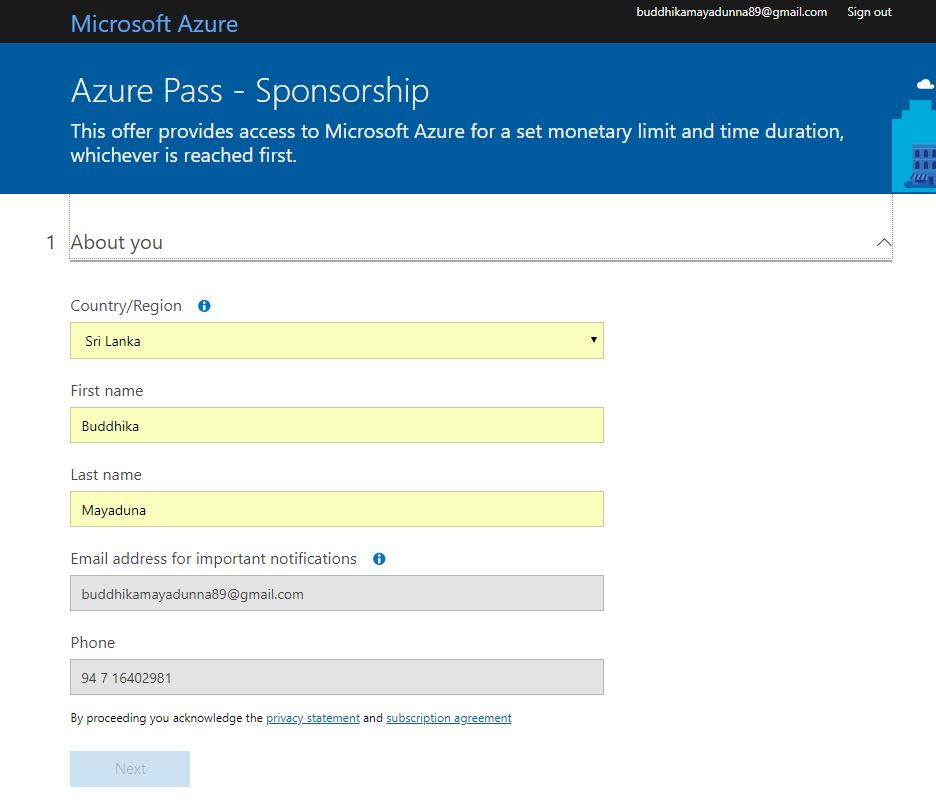 Microsoft Azure
buddhikamayadunna89@gmail.com Sign out
Azure Pass - Sponsorship
This offer provides access to Microsoft Azure for a set monetary limit and time duration,
whichever is reached first.
1 About you
Country/Region
Sri Lanka
First name
Buddhika
Last name
Mayaduna
Email address for important notifications
buddhikamayadunna89@gmail.com
Phone
94 7 16402981
By proceeding you acknowledge the privacy statement and subscription agreement
Next